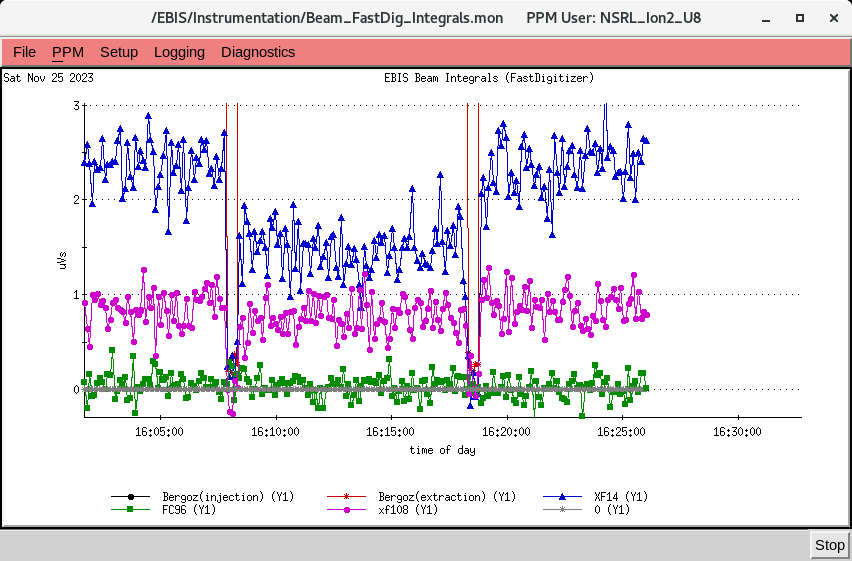 /EBIS/Instrumentation/Beam_FastDig_Integrals.mon PPM User: NSRL_Ion2_U8
File PPM Setup Logging Diagnostics
Sat Nov 25 2023 EBIS Beam Integrals (FastDigitizer)
3
2
uVs
1
0
16:05:00 16:10:00 16:15:00 16:20:00 16:25:00 16:30:00
time of day
Bergoz(injection) (Y1) Bergoz(extraction) (Y1) XF14 (Y1)
FC96 (Y1) xf108 (Y1) 0 (Y1)
Stop